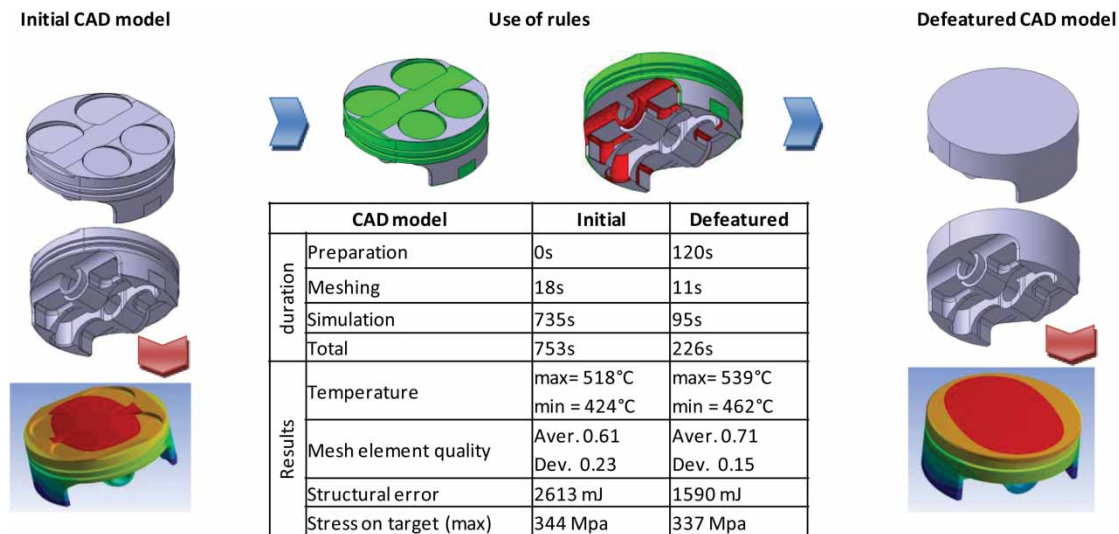 Initial CAD model
Use of rules
Defeatured CAD model
CAD model Initial Defeatured
duration
Preparation 0s 120s
Meshing 18s 11s
Simulation 735s 95s
Total 753s 226s
Results
Temperature
max= 518°C max= 539°C
min = 424°C min = 462°C
Mesh element quality
Aver. 0.61 Aver. 0.71
Dev. 0.23 Dev. 0.15
Structural error 2613 mJ 1590 mJ
Stress on target (max) 344 Mpa 337 Mpa